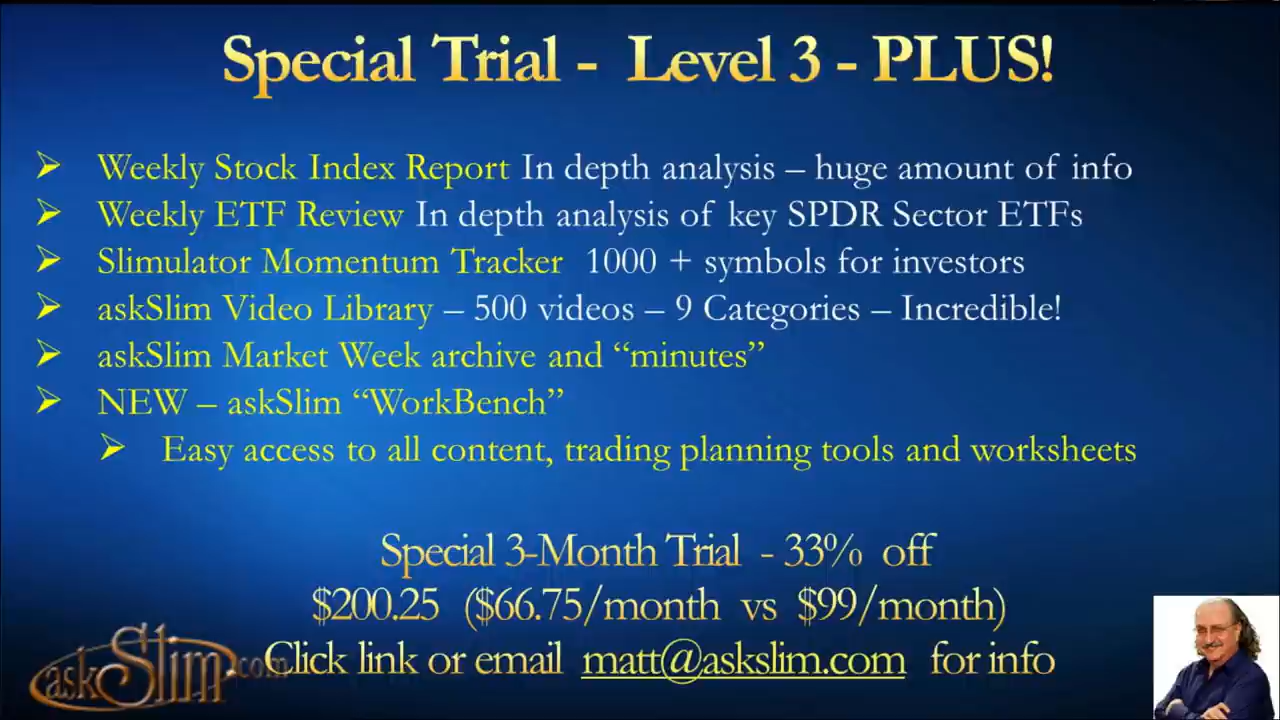 Special Trial - Level 3 - PLUS!
Weekly Stock Index Report In depth analysis – huge amount of info
Weekly ETF Review In depth analysis of key SPDR Sector ETFs
Slimulator Momentum Tracker 1000 + symbols for investors
askSlim Video Library – 500 videos – 9 Categories – Incredible!
askSlim Market Week archive and “minutes”
NEW – askSlim “WorkBench”
Easy access to all content, trading planning tools and worksheets
Special 3-Month Trial - 33% off
$200.25 ($66.75/month vs $99/month)
Click link or email matt@askslim.com for info
askSlim.com